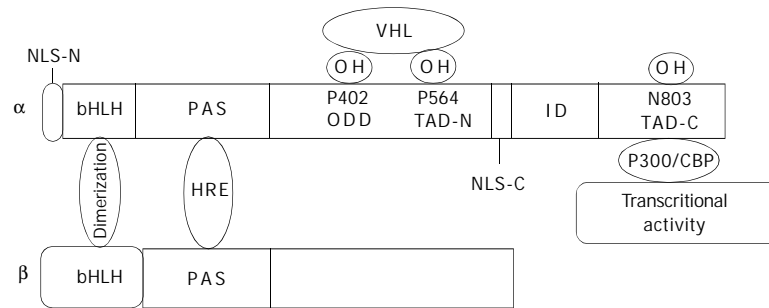 VHL
NLS-N
OH
OH
OH
α
bHLH
PAS
P402
ODD
P564
TAD-N
ID
N803
TAD-C
Dimerization
HRE
NLS-C
P300/CBP
Transcritional
activity
β
bHLH
PAS